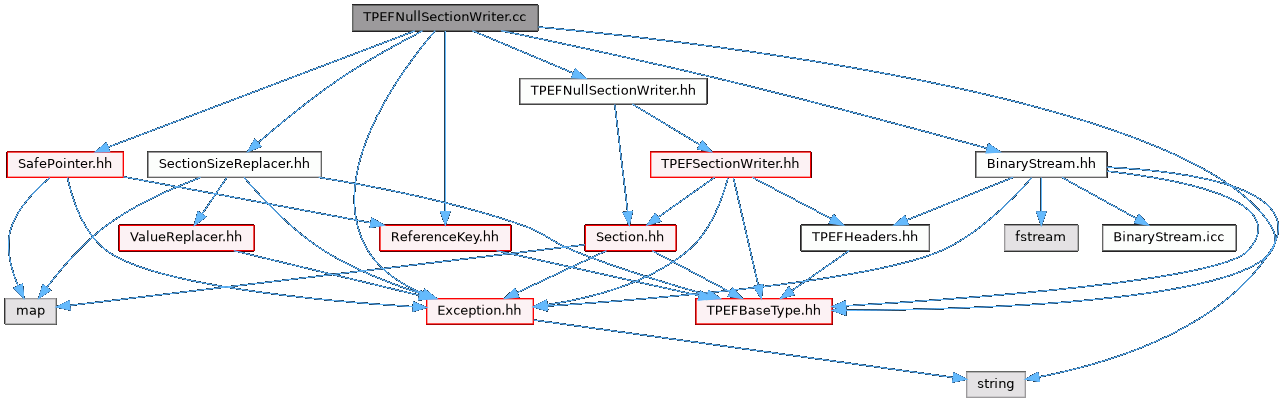 TPEFNullSectionWriter.cc
TPEFNullSectionWriter.hh
SafePointer.hh
SectionSizeReplacer.hh
TPEFSectionWriter.hh
BinaryStream.hh
ValueReplacer.hh
ReferenceKey.hh
Section.hh
TPEFHeaders.hh
fstream
BinaryStream.icc
map
Exception.hh
TPEFBaseType.hh
string